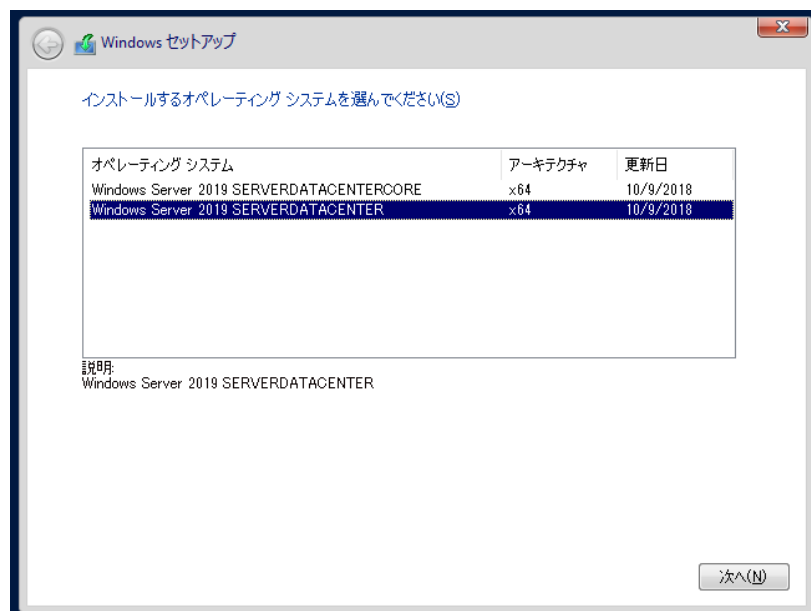 Windows セットアップ
インストールするオペレーティング システムを選んでください(S)
オペレーティング システム アーキテクチャ 更新日
Windows Server 2019 SERVERDATACENTERCORE x64 10/9/2018
Windows Server 2019 SERVERDATACENTER x64 10/9/2018
説明:
Windows Server 2019 SERVERDATACENTER
次へ(N)